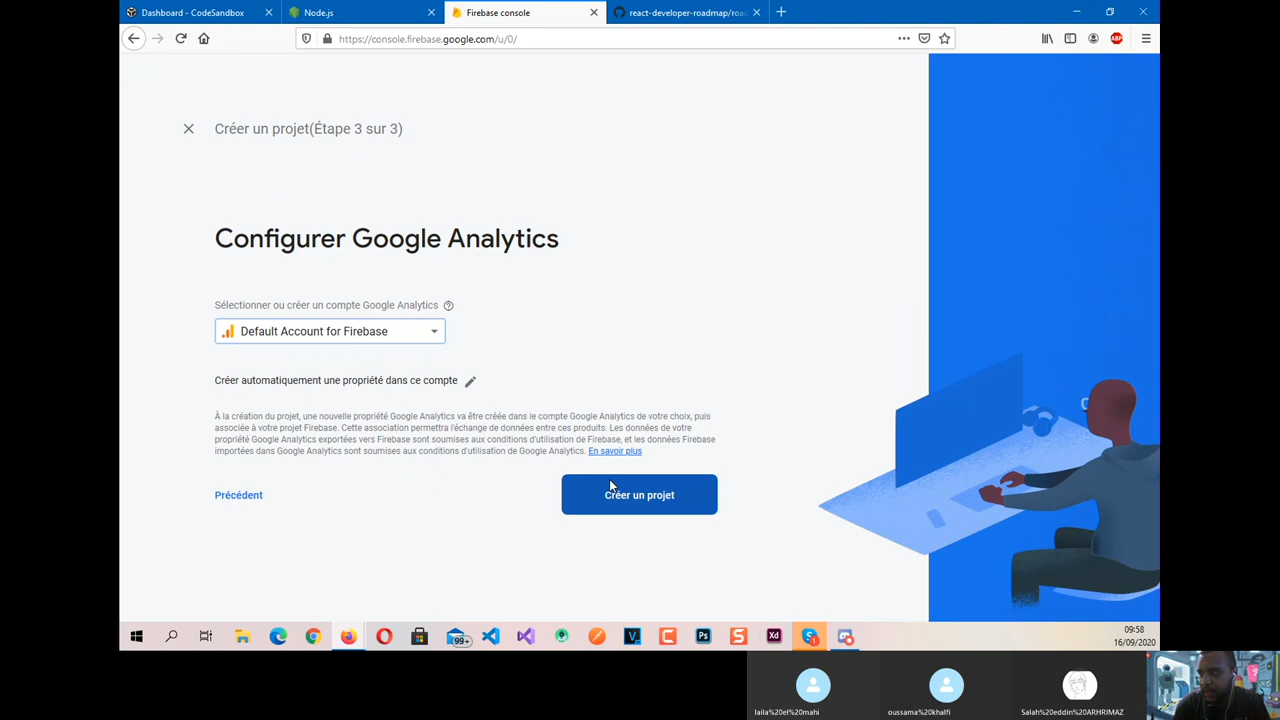 Dashboard - CodeSandbox
Node.js
Firebase console
react-developer-roadmap/road
https://console.firebase.google.com/u/0/
ABP
Créer un projet(Étape 3 sur 3)
Configurer Google Analytics
Sélectionner ou créer un compte Google Analytics
Default Account for Firebase
Créer automatiquement une propriété dans ce compte
À la création du projet, une nouvelle propriété Google Analytics va être créée dans le compte Google Analytics de votre choix, puis
associée à votre projet Firebase. Cette association permettra l'échange de données entre ces produits. Les données de votre
propriété Google Analytics exportées vers Firebase sont soumises aux conditions d'utilisation de Firebase, et les données Firebase
importées dans Google Analytics sont soumises aux conditions d'utilisation de Google Analytics. En savoir plus
Précédent
Créer un projet
99+
Ps
Xd
09:58
16/09/2020
laila%20el%20mahi
oussama%20khalfi
Salah%20eddin%20ARHRIMAZ